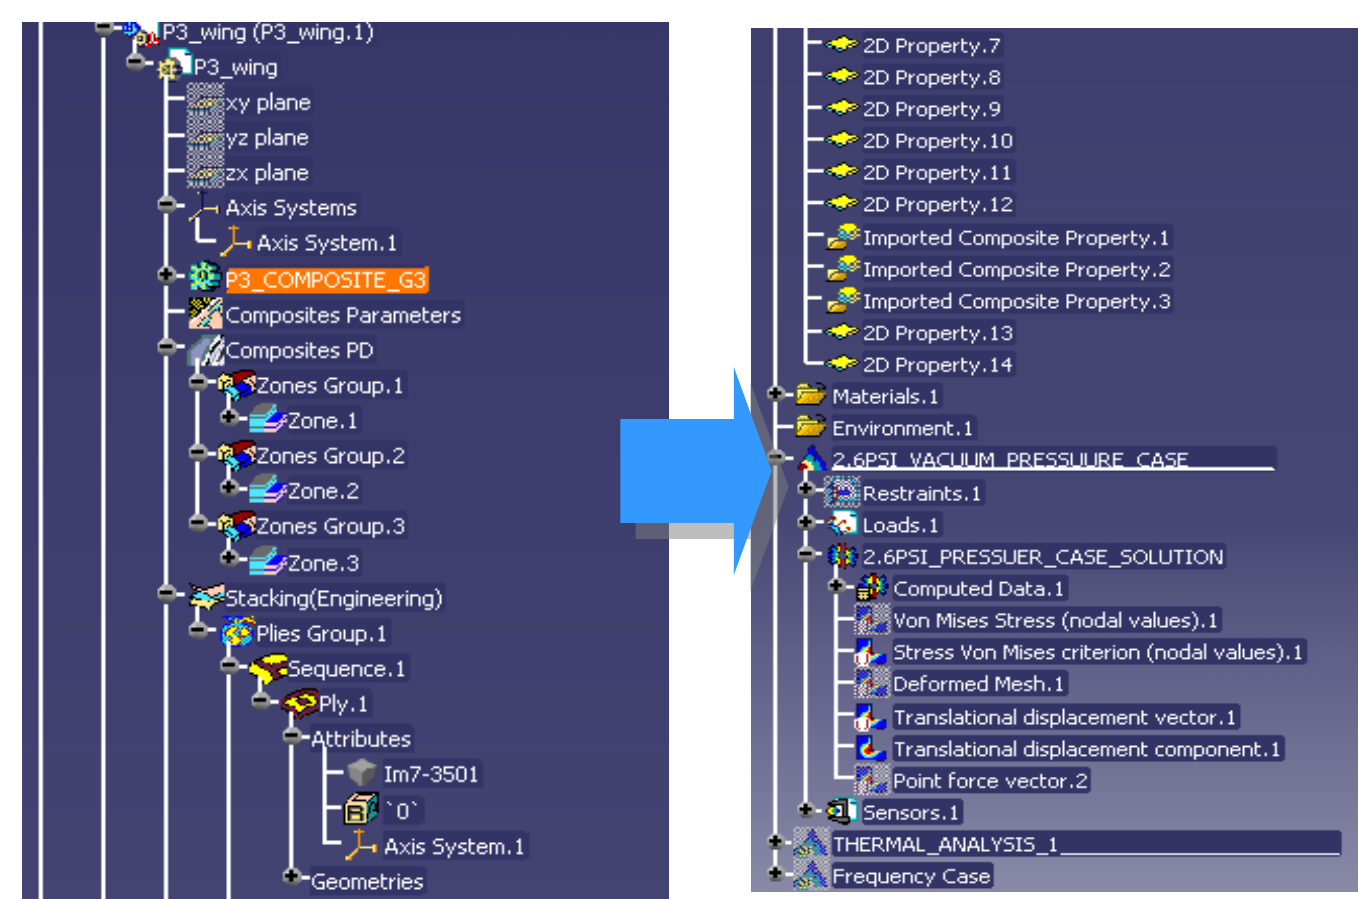 P3_wing (P3_wing.1)
P3_wing
xy plane
yz plane
zx plane
Axis Systems
Axis System.1
P3_COMPOSITE_G3
Composites Parameters
Composites PD
Zones Group.1
Zone.1
Zones Group.2
Zone.2
Zones Group.3
Zone.3
Stacking(Engineering)
Plies Group.1
Sequence.1
Ply.1
Attributes
Im7-3501
`0`
Axis System.1
Geometries
2D Property.7
2D Property.8
2D Property.9
2D Property.10
2D Property.11
2D Property.12
Imported Composite Property.1
Imported Composite Property.2
Imported Composite Property.3
2D Property.13
2D Property.14
Materials.1
Environment.1
2.6PSI_VACUUM_PRESSUURE_CASE______
Restraints.1
Loads.1
2.6PSI_PRESSUER_CASE_SOLUTION
Computed Data.1
Von Mises Stress (nodal values).1
Stress Von Mises criterion (nodal values).1
Deformed Mesh.1
Translational displacement vector.1
Translational displacement component.1
Point force vector.2
Sensors.1
THERMAL_ANALYSIS_1____________________
Frequency Case